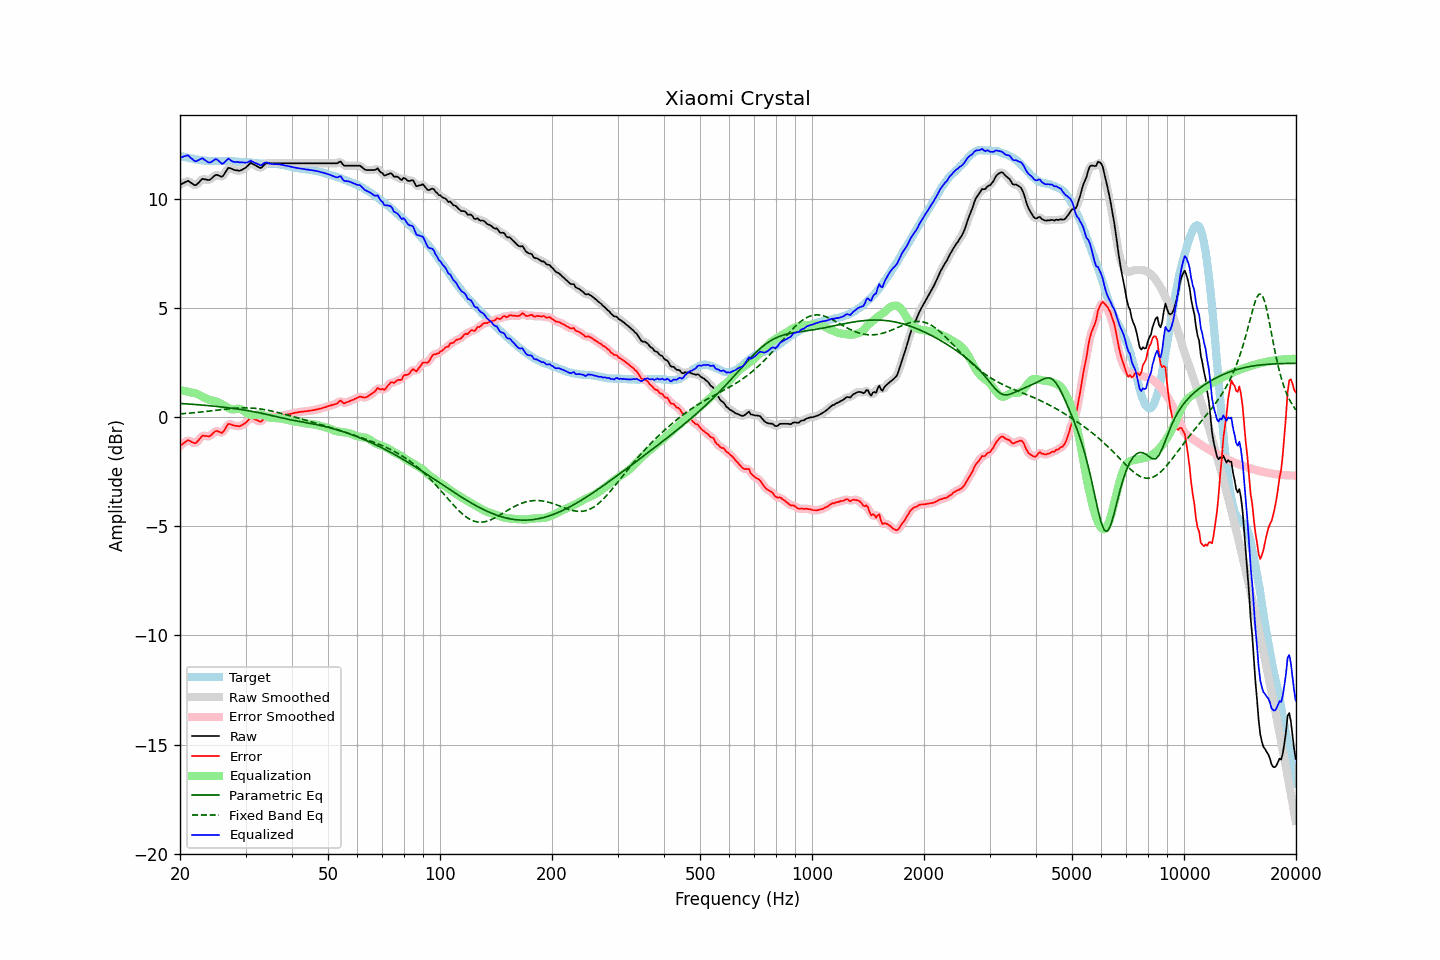 Xiaomi Crystal
Amplitude (dBr)
10
5
0
−5
−10
−15
−20
Target
Raw Smoothed
Error Smoothed
Raw
Error
Equalization
Parametric Eq
Fixed Band Eq
Equalized
20
50
100
200
500
1000
2000
5000
10000
20000
Frequency (Hz)